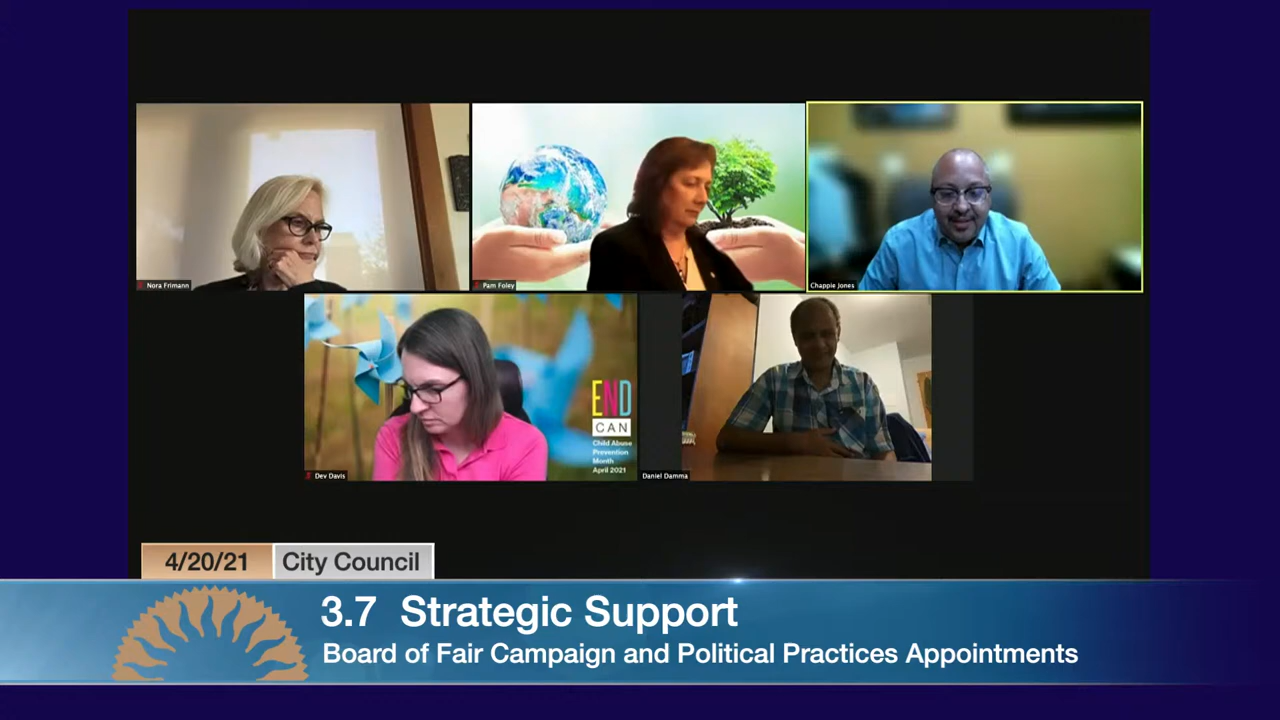 Nora Frimann
Pam Foley
Chappie Jones
END
CAN
Child Abuse
Prevention
Month
April 2021
Dev Davis
Daniel Damma
4/20/21 City Council
3.7 Strategic Support
Board of Fair Campaign and Political Practices Appointments